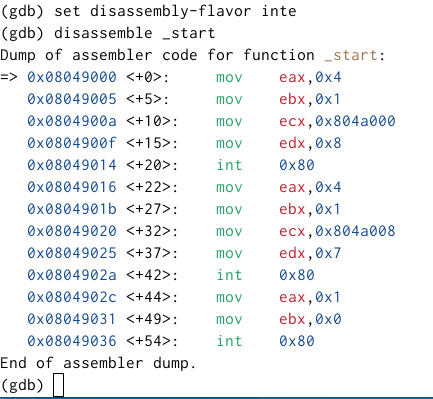 (gdb) set disassembly-flavor inte
(gdb) disassemble _start
Dump of assembler code for function _start:
=> 0x08049000 <+0>:     mov    eax,0x4
   0x08049005 <+5>:     mov    ebx,0x1
   0x0804900a <+10>:    mov    ecx,0x804a000
   0x0804900f <+15>:    mov    edx,0x8
   0x08049014 <+20>:    int    0x80
   0x08049016 <+22>:    mov    eax,0x4
   0x0804901b <+27>:    mov    ebx,0x1
   0x08049020 <+32>:    mov    ecx,0x804a008
   0x08049025 <+37>:    mov    edx,0x7
   0x0804902a <+42>:    int    0x80
   0x0804902c <+44>:    mov    eax,0x1
   0x08049031 <+49>:    mov    ebx,0x0
   0x08049036 <+54>:    int    0x80
End of assembler dump.
(gdb)